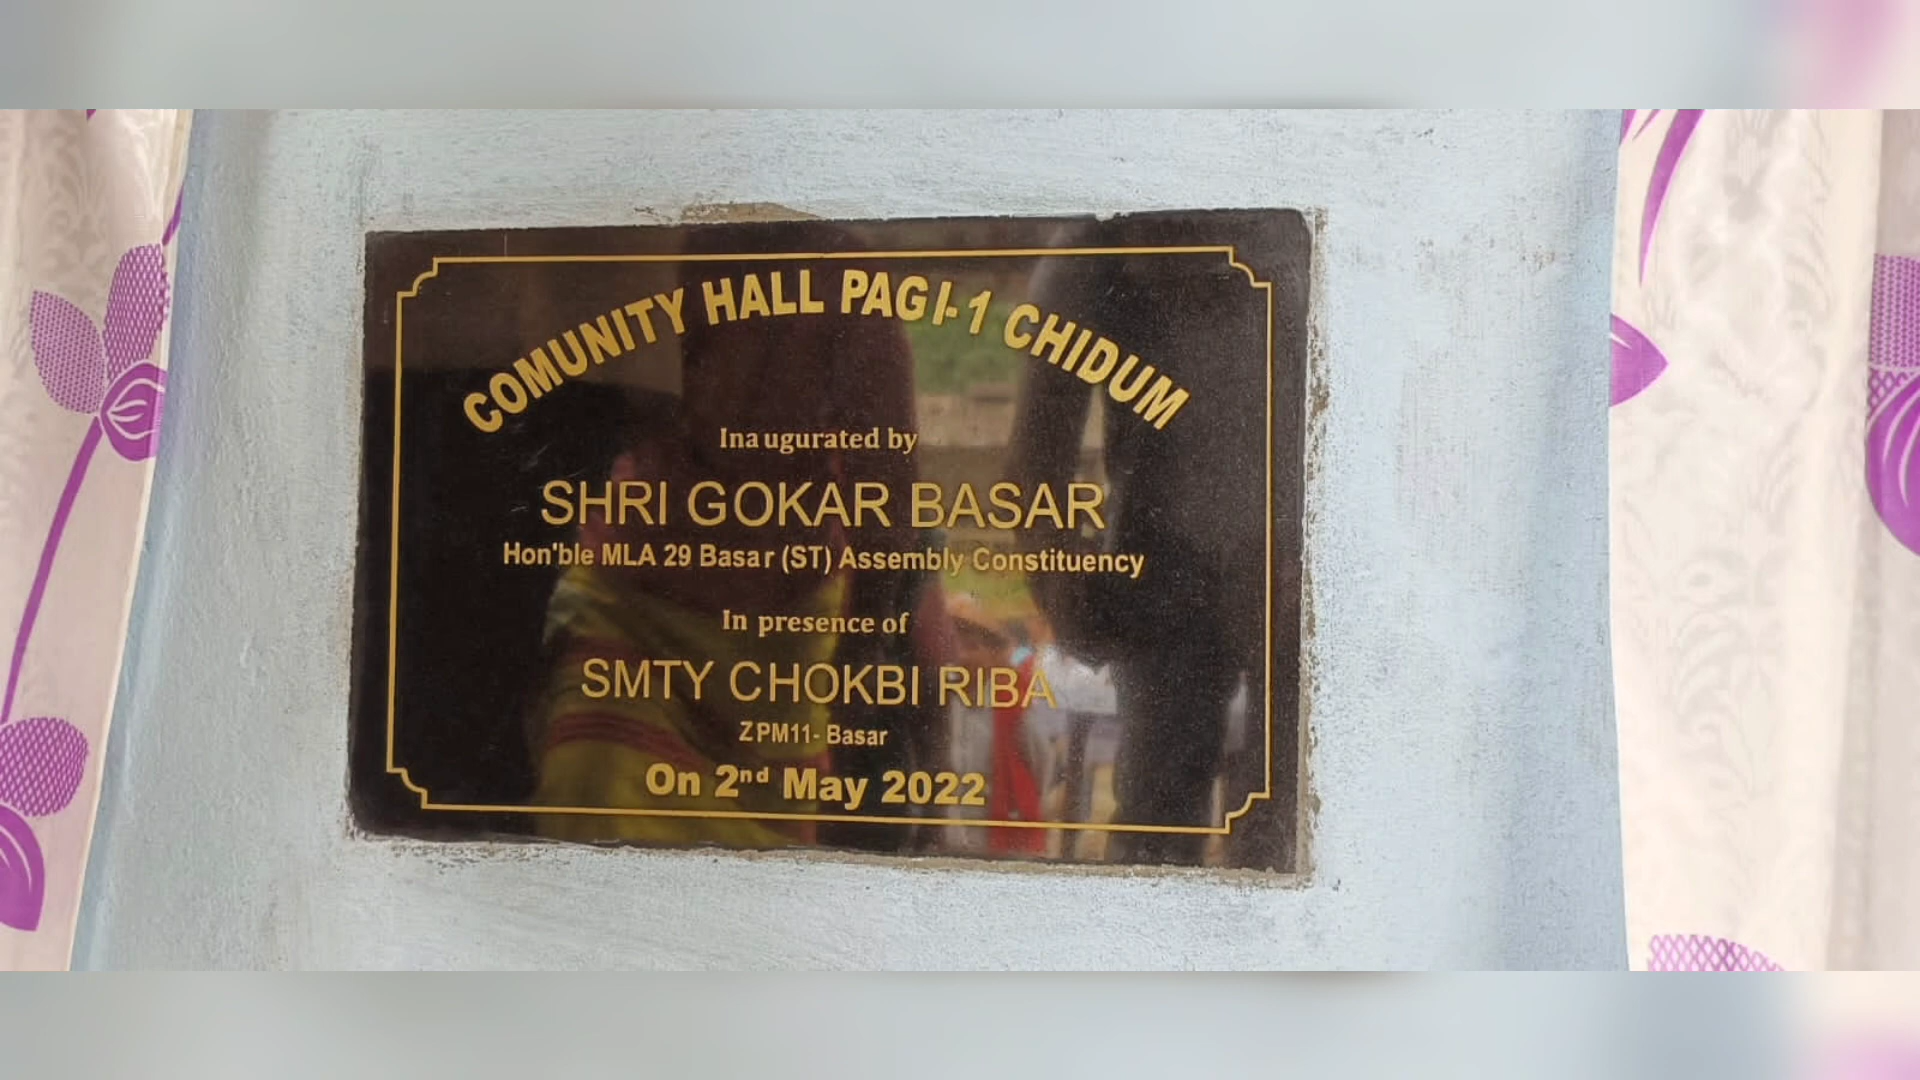 COMUNITY HALL PAGI-1 CHIDUM
Inaugurated by
SHRI GOKAR BASAR
Hon'ble MLA 29 Basar (ST) Assembly Constituency
In presence of
SMTY CHOKBI RIBA
ZPM11- Basar
On 2nd May 2022